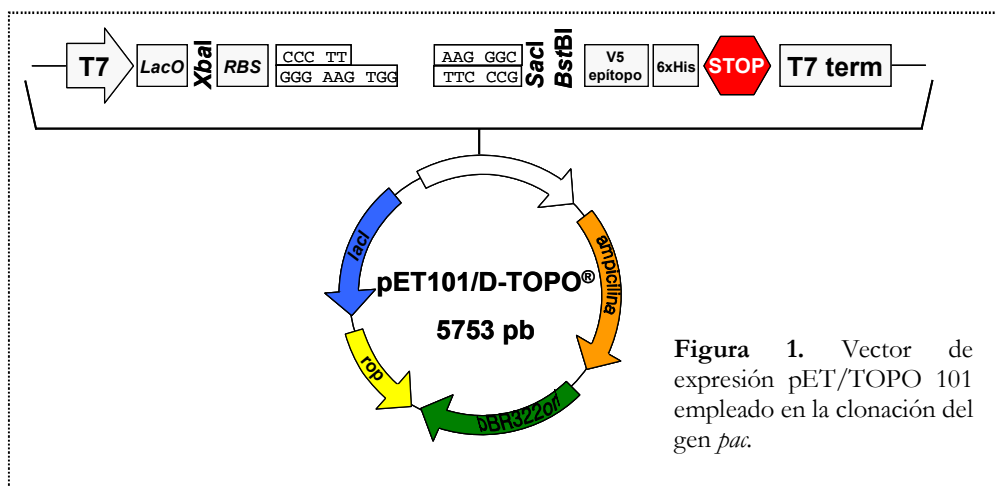 T7 LacO XbaI RBS CCC TT AAG GGC SacI BstBI V5 epítopo 6xHis STOP T7 term
GGG AAG TGG TTC CCG
lacI
ampicilina
pET101/D-TOPO®
5753 pb
rop
pBR322ori
Figura 1. Vector de
expresión pET/TOPO 101
empleado en la clonación del
gen pac.